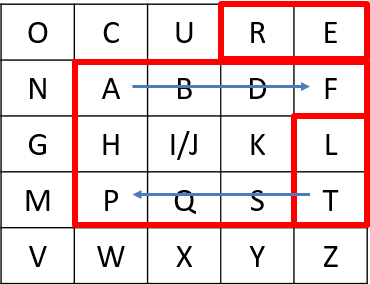 O C U R E
N A B D F
G H I/J K L
M P Q S T
V W X Y Z